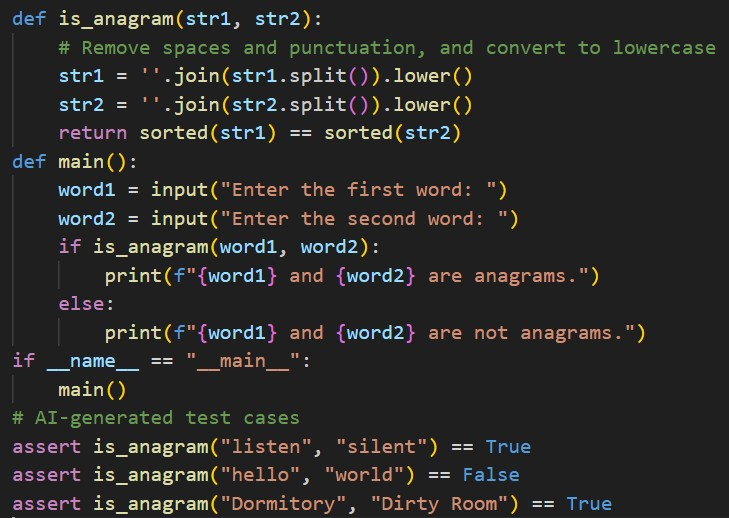 def is_anagram(str1, str2):
    # Remove spaces and punctuation, and convert to lowercase
    str1 = ''.join(str1.split()).lower()
    str2 = ''.join(str2.split()).lower()
    return sorted(str1) == sorted(str2)
def main():
    word1 = input("Enter the first word: ")
    word2 = input("Enter the second word: ")
    if is_anagram(word1, word2):
        print(f"{word1} and {word2} are anagrams.")
    else:
        print(f"{word1} and {word2} are not anagrams.")
if __name__ == "__main__":
    main()
# AI-generated test cases
assert is_anagram("listen", "silent") == True
assert is_anagram("hello", "world") == False
assert is_anagram("Dormitory", "Dirty Room") == True